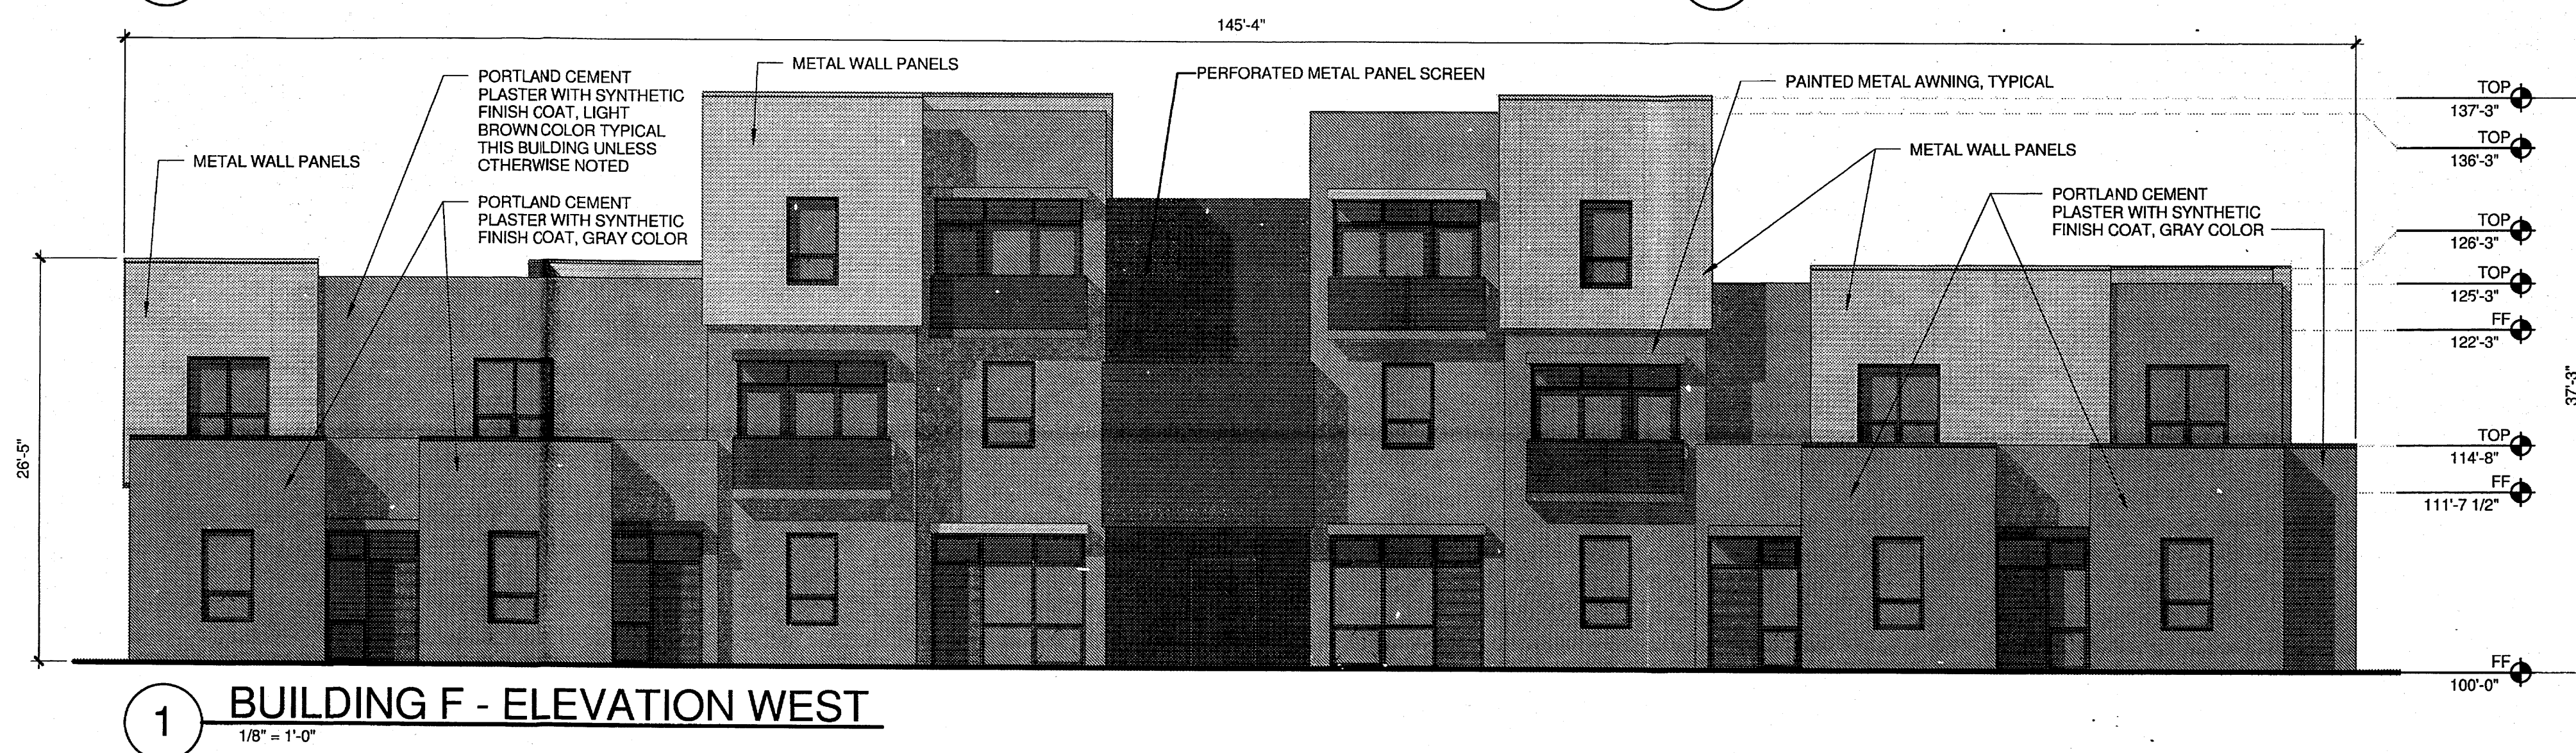 145'-4"
METAL WALL PANELS
PORTLAND CEMENT
PLASTER WITH SYNTHETIC
FINISH COAT, LIGHT
BROWN COLOR TYPICAL
THIS BUILDING UNLESS
OTHERWISE NOTED
PORTLAND CEMENT
PLASTER WITH SYNTHETIC
FINISH COAT, GRAY COLOR
METAL WALL PANELS
PERFORATED METAL PANEL SCREEN
PAINTED METAL AWNING, TYPICAL
METAL WALL PANELS
PORTLAND CEMENT
PLASTER WITH SYNTHETIC
FINISH COAT, GRAY COLOR
TOP
137'-3"
TOP
136'-3"
TOP
126'-3"
TOP
125'-3"
FF
122'-3"
TOP
114'-8"
FF
111'-7 1/2"
FF
100'-0"
37'-3"
26'-5"
1
BUILDING F - ELEVATION WEST
1/8" = 1'-0"